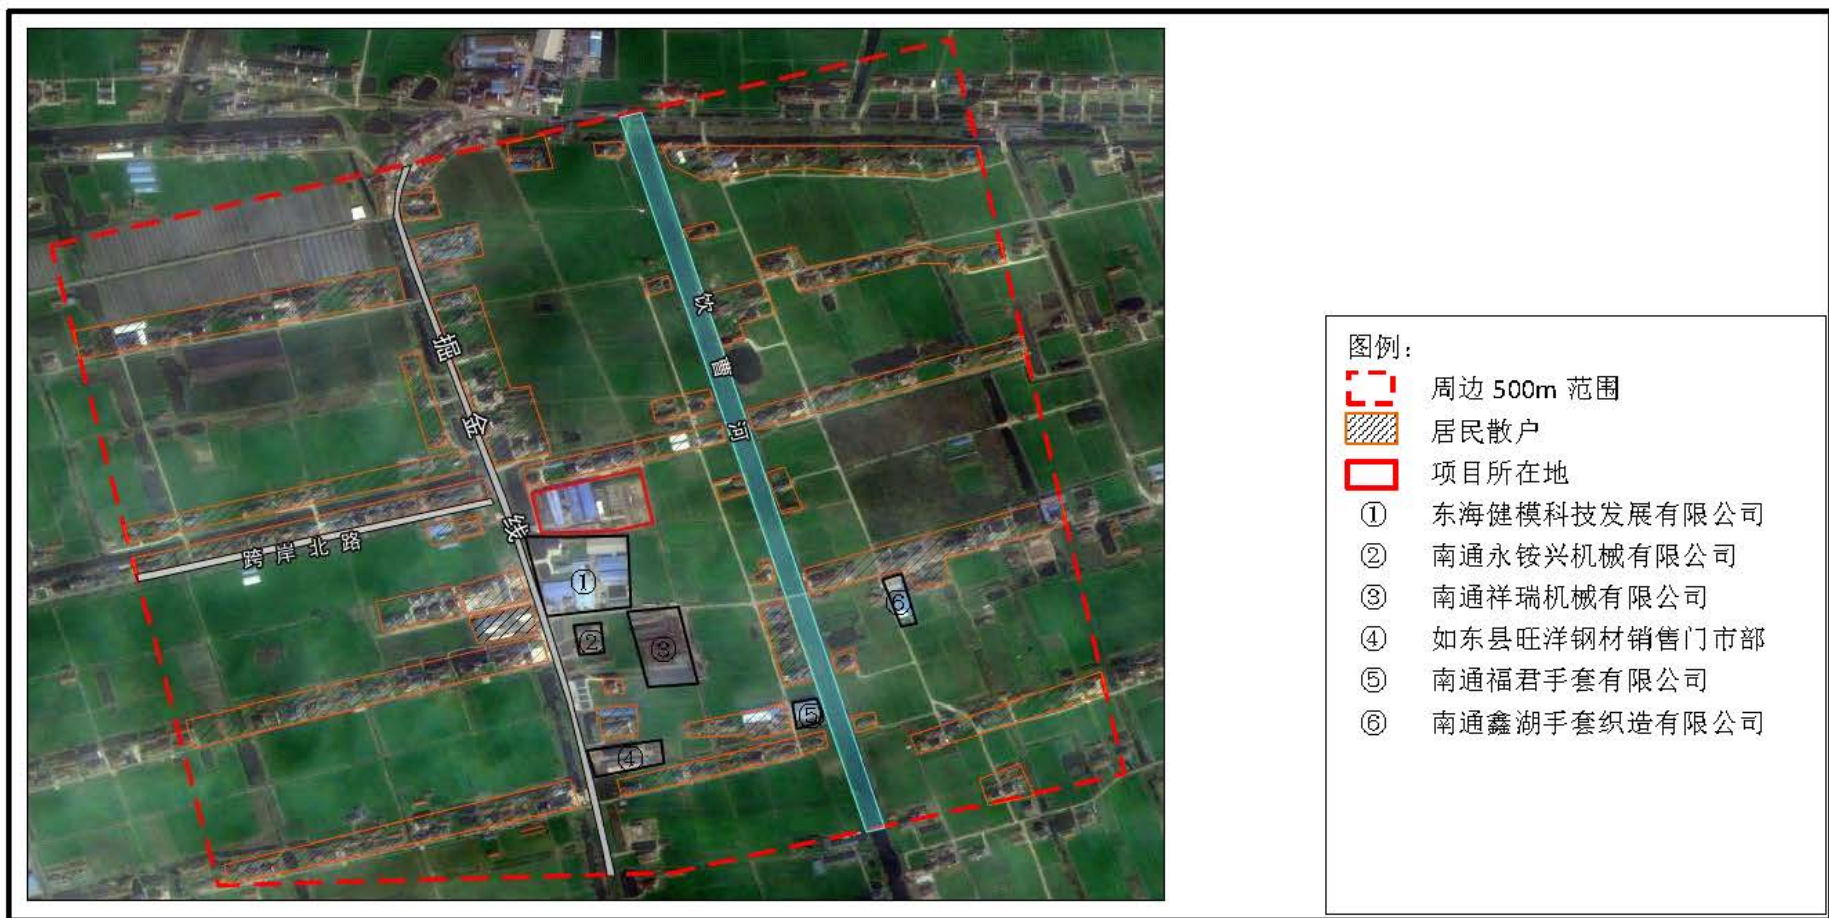 掘金线
饮曹河
跨岸北路
①
②
③
④
⑤
⑥
图例：
周边 500m 范围
居民散户
项目所在地
① 东海健模科技发展有限公司
② 南通永铵兴机械有限公司
③ 南通祥瑞机械有限公司
④ 如东县旺洋钢材销售门市部
⑤ 南通福君手套有限公司
⑥ 南通鑫湖手套织造有限公司